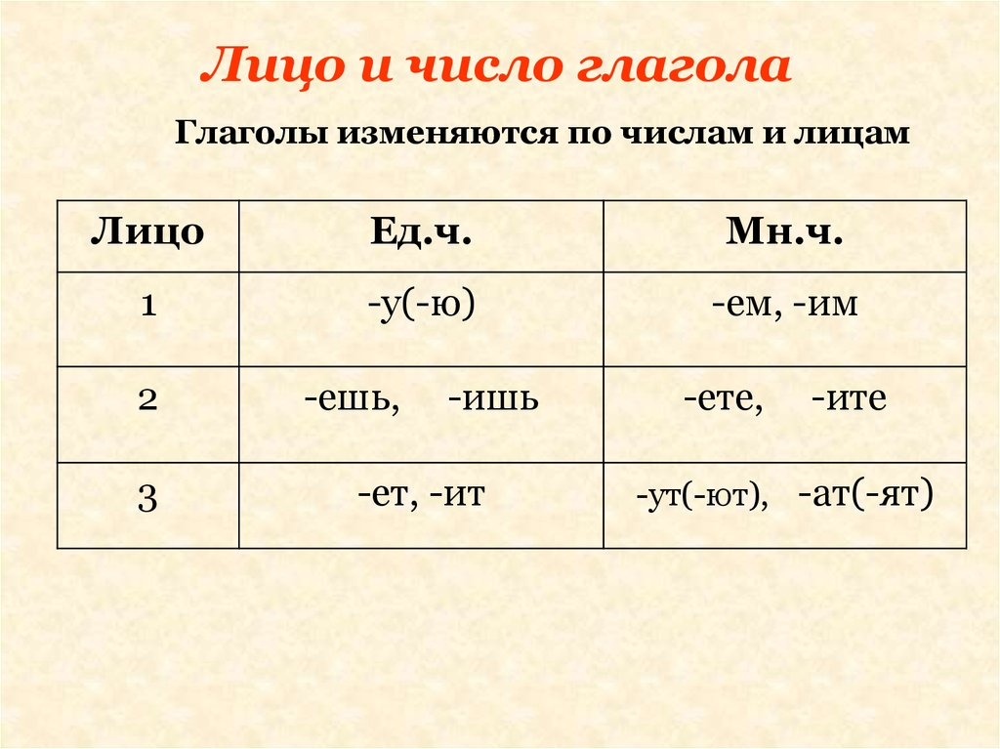 Лицо и число глагола
Глаголы изменяются по числам и лицам
Лицо Ед.ч. Мн.ч.
1 -у(-ю) -ем, -им
2 -ешь, -ишь -ете, -ите
3 -ет, -ит -ут(-ют), -ат(-ят)